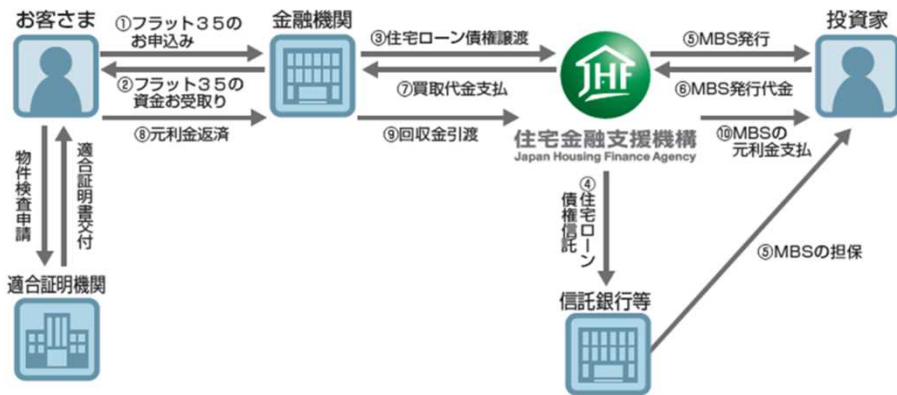 お客さま
①フラット35の
お申込み
金融機関
③住宅ローン債権譲渡
JHF
⑤MBS発行
投資家
②フラット35の
資金お受取り
⑦買取代金支払
⑥MBS発行代金
⑧元利金返済
⑨回収金引渡
住宅金融支援機構
Japan Housing Finance Agency
⑩MBSの
元利金支払
物件検査申請
適合証明書交付
④住宅ローン
債権信託
⑤MBSの担保
適合証明機関
信託銀行等